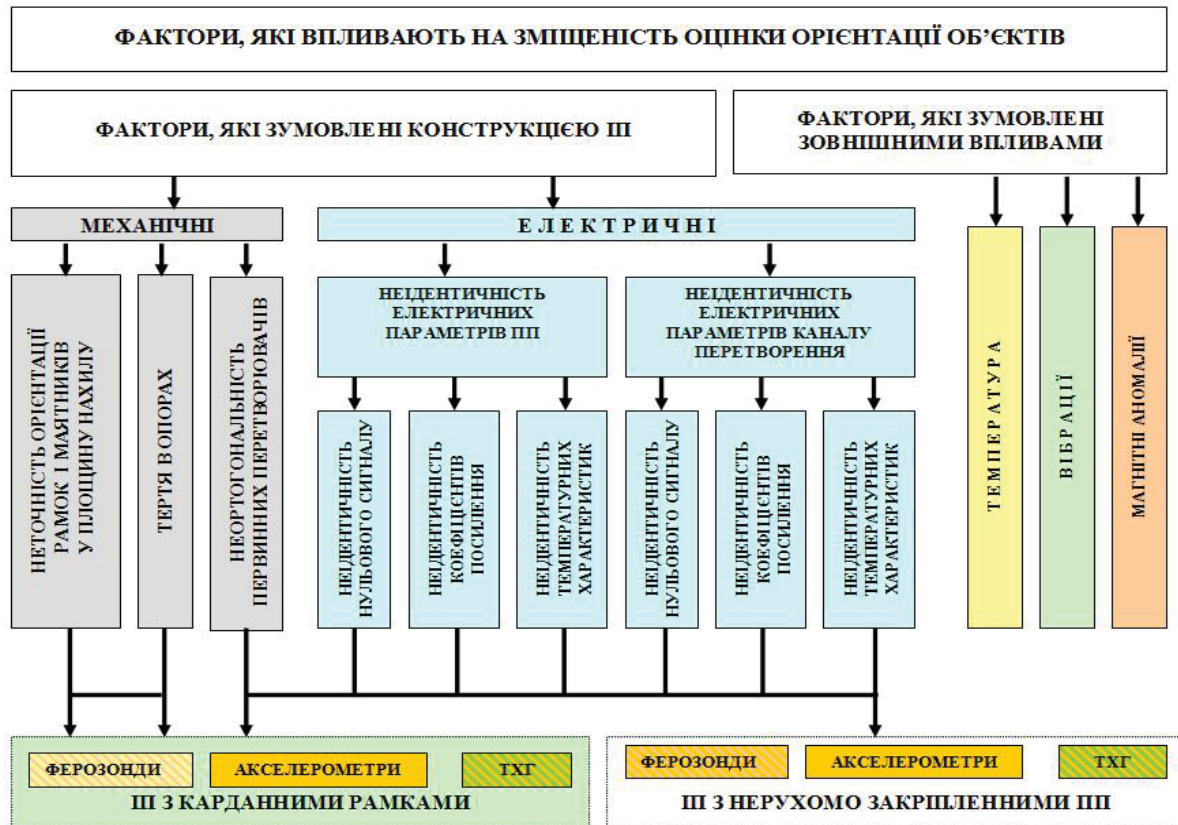 ФАКТОРИ, ЯКІ ВПЛИВАЮТЬ НА ЗМІЩЕНІСТЬ ОЦІНКИ ОРІЄНТАЦІЇ ОБ’ЄКТІВ
ФАКТОРИ, ЯКІ ЗУМОВЛЕНІ КОНСТРУКЦІЄЮ ІП
ФАКТОРИ, ЯКІ ЗУМОВЛЕНІ
ЗОВНІШНИМИ ВПЛИВАМИ
МЕХАНІЧНІ
ЕЛЕКТРИЧНІ
НЕТОЧНІСТЬ ОРІЄНТАЦІЇ
РАМОК І МАЯТНИКІВ
У ПЛОЩИНУ НАХИЛУ
ТЕРТЯ В ОПОРАХ
НЕОРТОГОНАЛЬНІСТЬ
ПЕРВИННИХ ПЕРЕТВОРЮВАЧІВ
НЕІДЕНТИЧНІСТЬ
ЕЛЕКТРИЧНИХ
ПАРАМЕТРІВ ПП
НЕІДЕНТИЧНІСТЬ
ЕЛЕКТРИЧНИХ
ПАРАМЕТРІВ КАНАЛУ
ПЕРЕТВОРЕННЯ
НЕІДЕНТИЧНІСТЬ
НУЛЬОВОГО СИГНАЛУ
НЕІДЕНТИЧНІСТЬ
КОЕФІЦІЄНТІВ
ПОСИЛЕННЯ
НЕІДЕНТИЧНІСТЬ
ТЕМПЕРАТУРНИХ
ХАРАКТЕРИСТИК
НЕІДЕНТИЧНІСТЬ
НУЛЬОВОГО СИГНАЛУ
НЕІДЕНТИЧНІСТЬ
КОЕФІЦІЄНТІВ
ПОСИЛЕННЯ
НЕІДЕНТИЧНІСТЬ
ТЕМПЕРАТУРНИХ
ХАРАКТЕРИСТИК
ТЕМПЕРАТУРА
ВІБРАЦІЇ
МАГНІТНІ АНОМАЛІЇ
ФЕРОЗОНДИ
АКСЕЛЕРОМЕТРИ
ТХГ
ІП З КАРДАННИМИ РАМКАМИ
ФЕРОЗОНДИ
АКСЕЛЕРОМЕТРИ
ТХГ
ІП З НЕРУХОМО ЗАКРІПЛЕННИМИ ПП